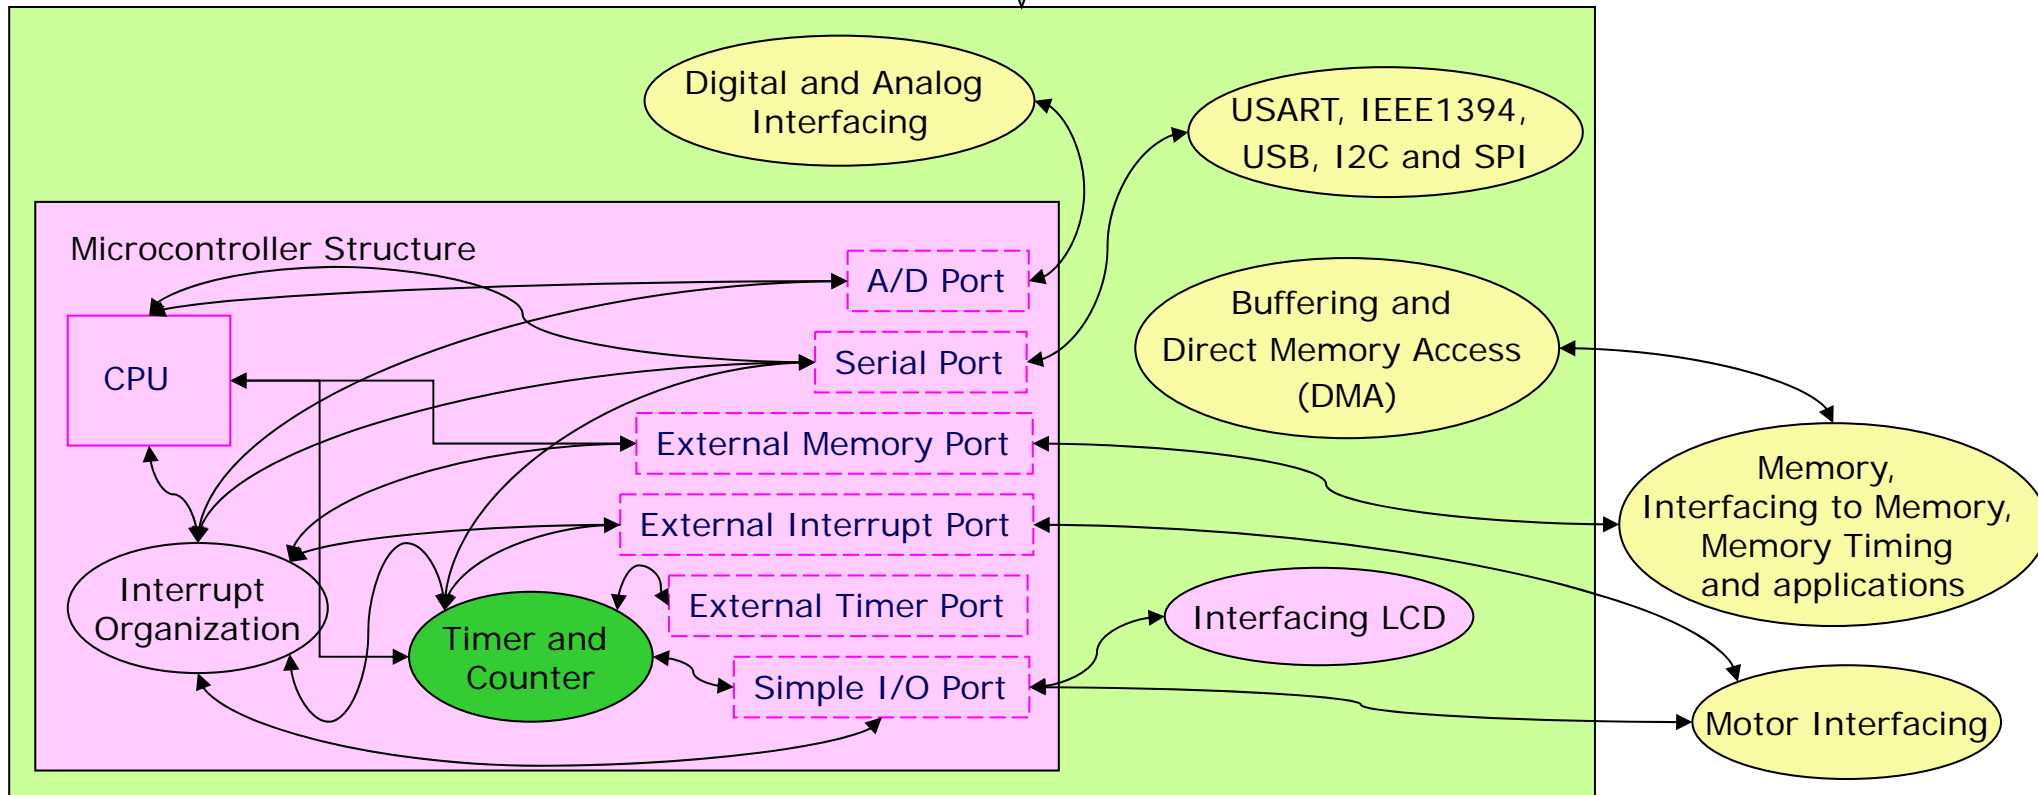 Digital and Analog
Interfacing
USART, IEEE1394,
USB, I2C and SPI
Microcontroller Structure
A/D Port
CPU
Serial Port
Buffering and
Direct Memory Access
(DMA)
External Memory Port
Memory,
Interfacing to Memory,
Memory Timing
and applications
External Interrupt Port
Interrupt
Organization
External Timer Port
Interfacing LCD
Timer and
Counter
Simple I/O Port
Motor Interfacing